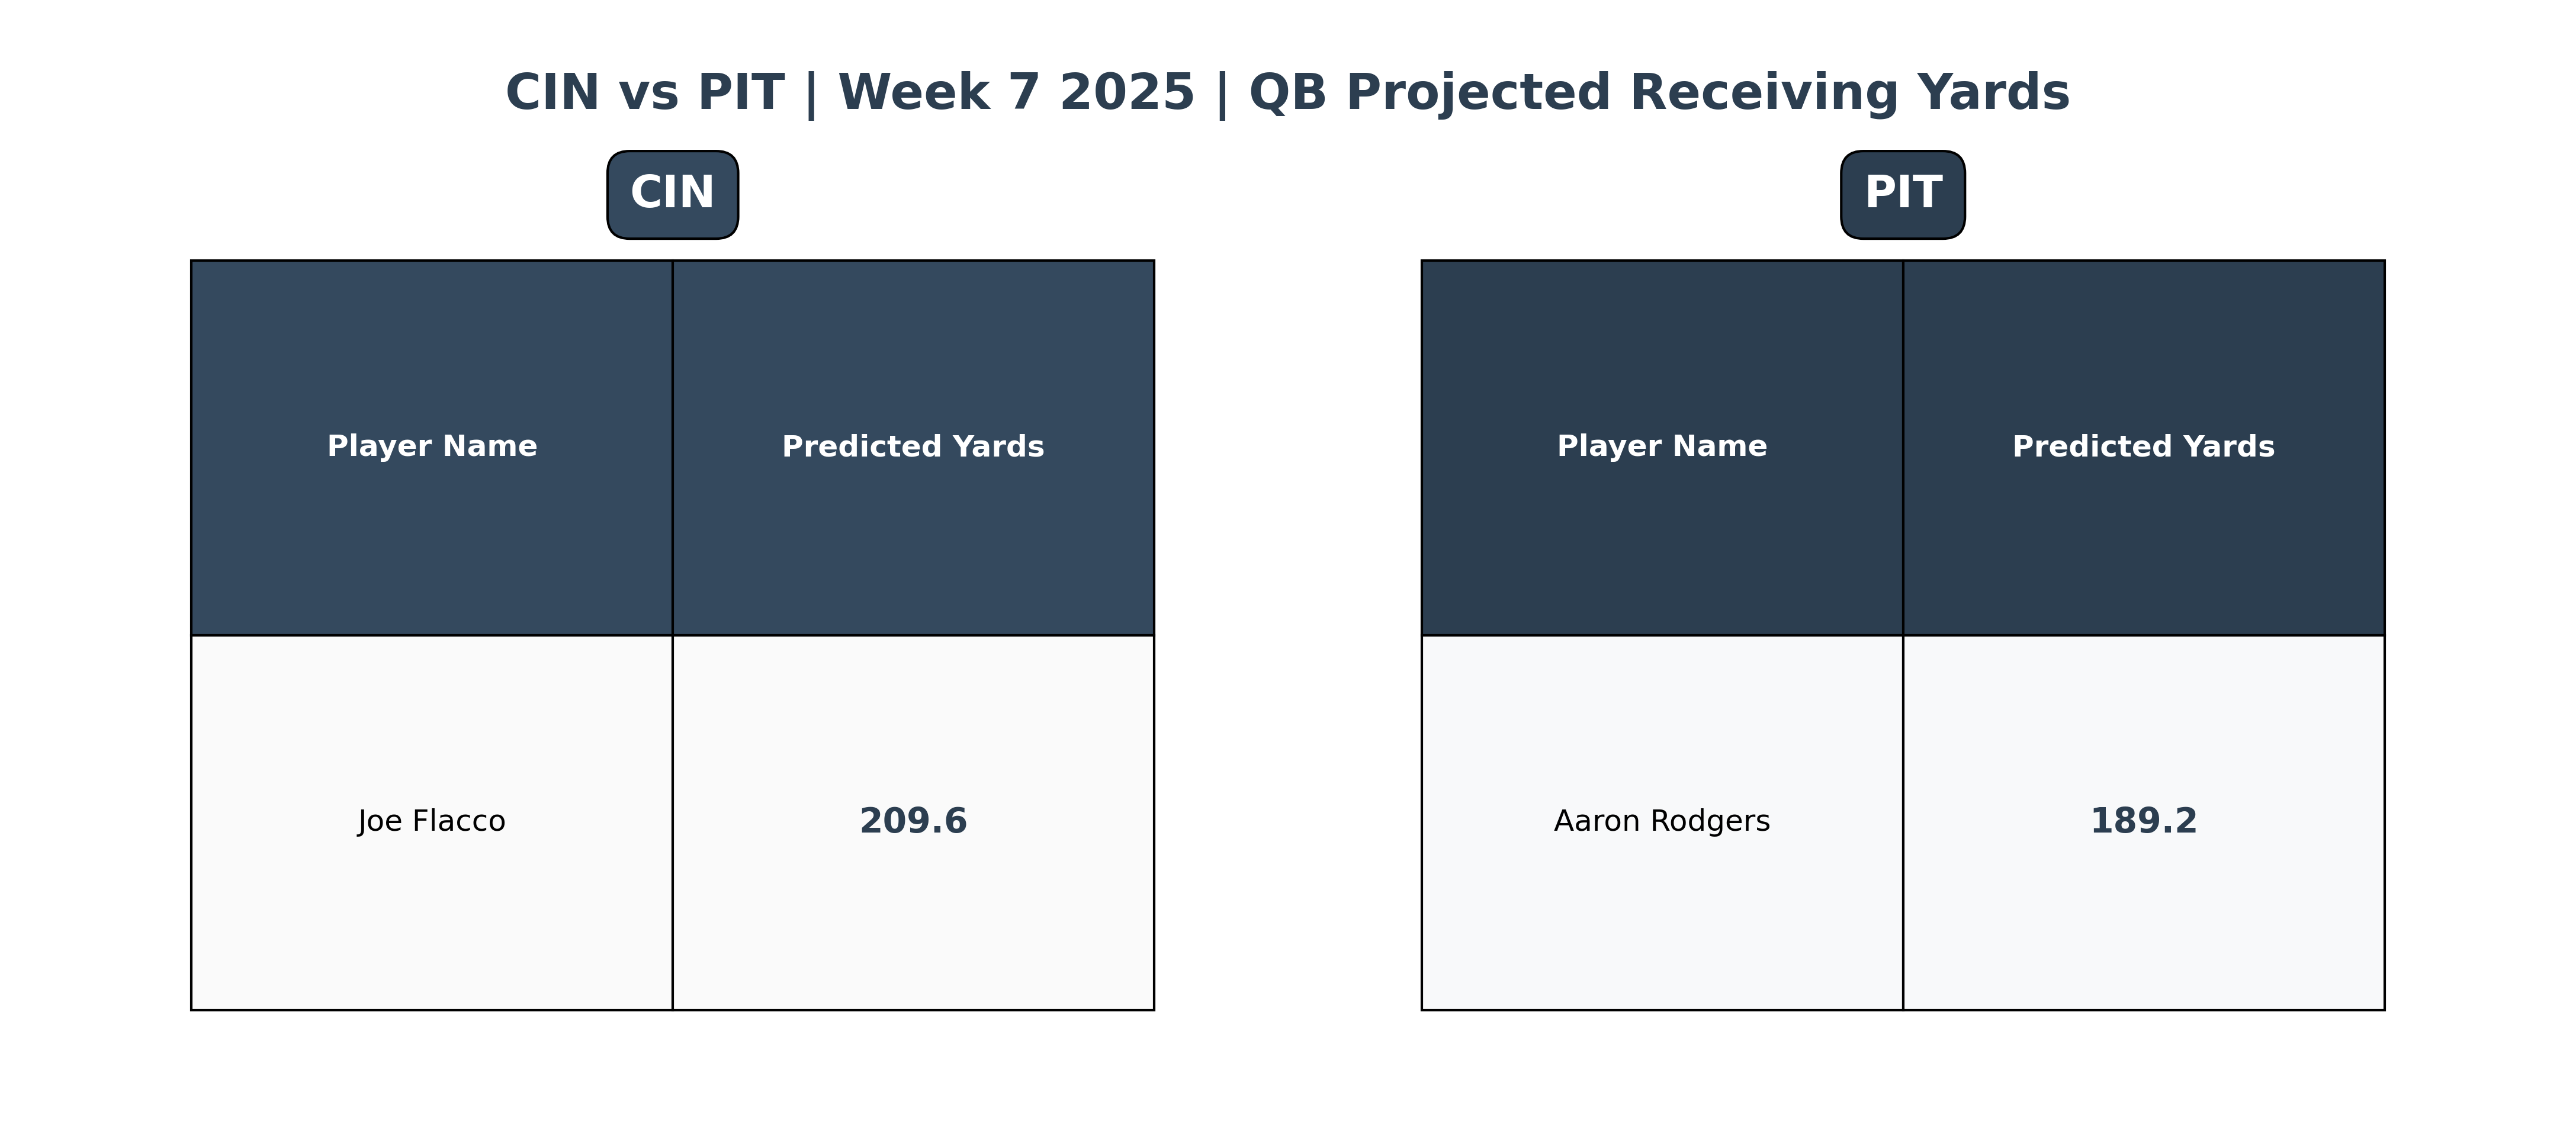 CIN vs PIT | Week 7 2025 | QB Projected Receiving Yards
CIN
Player Name Predicted Yards
Joe Flacco 209.6
PIT
Player Name Predicted Yards
Aaron Rodgers 189.2